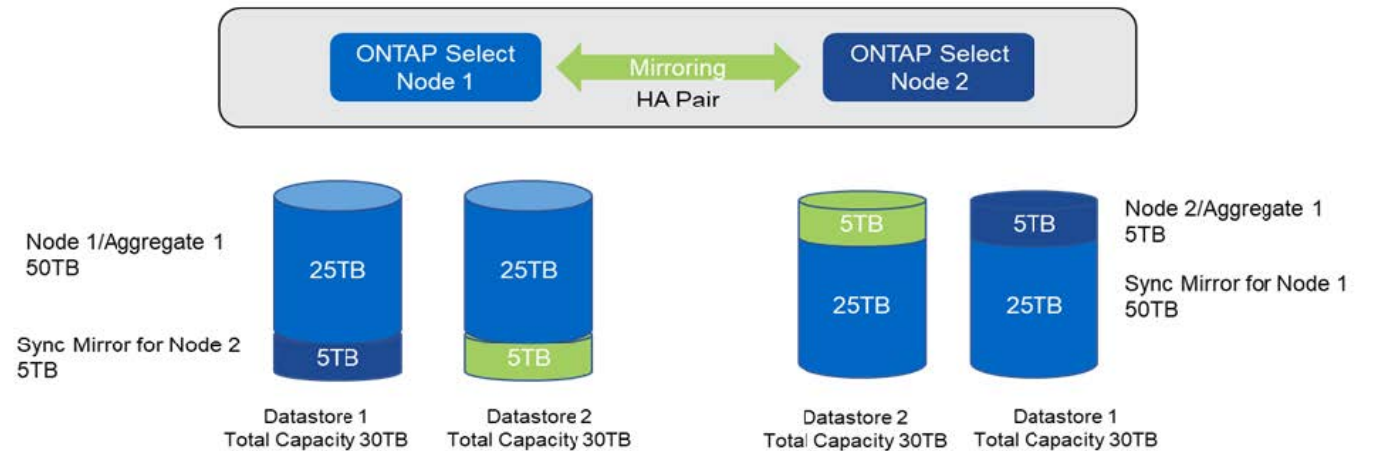 ONTAP Select
Node 1
Mirroring
HA Pair
ONTAP Select
Node 2
Node 1/Aggregate 1
50TB
Sync Mirror for Node 2
5TB
25TB
5TB
25TB
5TB
5TB
25TB
5TB
25TB
Node 2/Aggregate 1
5TB
Sync Mirror for Node 1
50TB
Datastore 1
Total Capacity 30TB
Datastore 2
Total Capacity 30TB
Datastore 2
Total Capacity 30TB
Datastore 1
Total Capacity 30TB